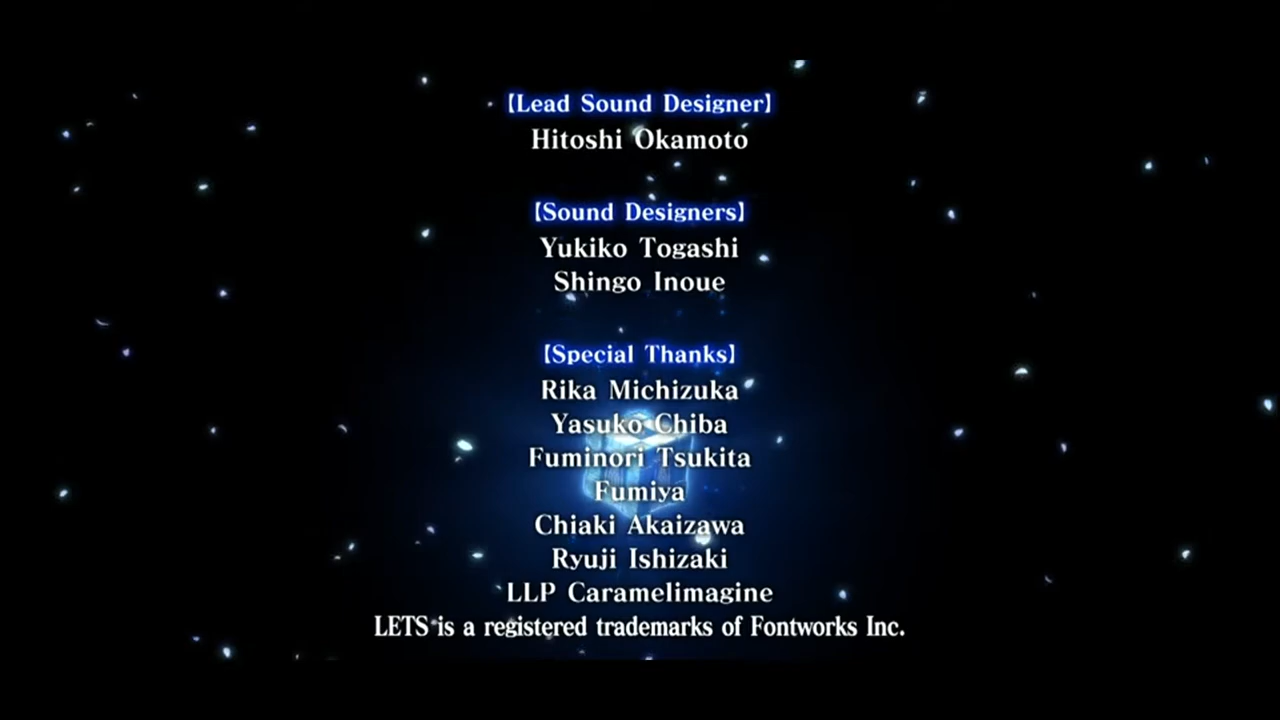 【Lead Sound Designer】
Hitoshi Okamoto
【Sound Designers】
Yukiko Togashi
Shingo Inoue
【Special Thanks】
Rika Michizuka
Yasuko Chiba
Fuminori Tsukita
Fumiya
Chiaki Akaizawa
Ryuji Ishizaki
LLP Caramelimagine
LETS is a registered trademarks of Fontworks Inc.